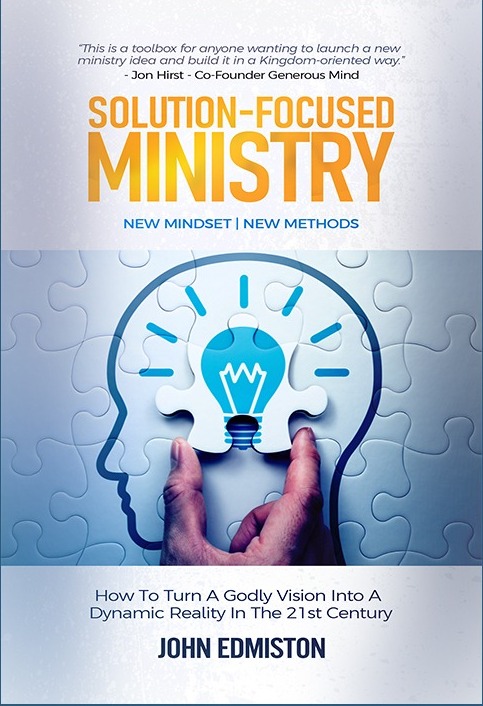 “This is a toolbox for anyone wanting to launch a new
ministry idea and build it in a Kingdom-oriented way.”
- Jon Hirst - Co-Founder Generous Mind
SOLUTION-FOCUSED
MINISTRY
NEW MINDSET | NEW METHODS
How To Turn A Godly Vision Into A
Dynamic Reality In The 21st Century
JOHN EDMISTON